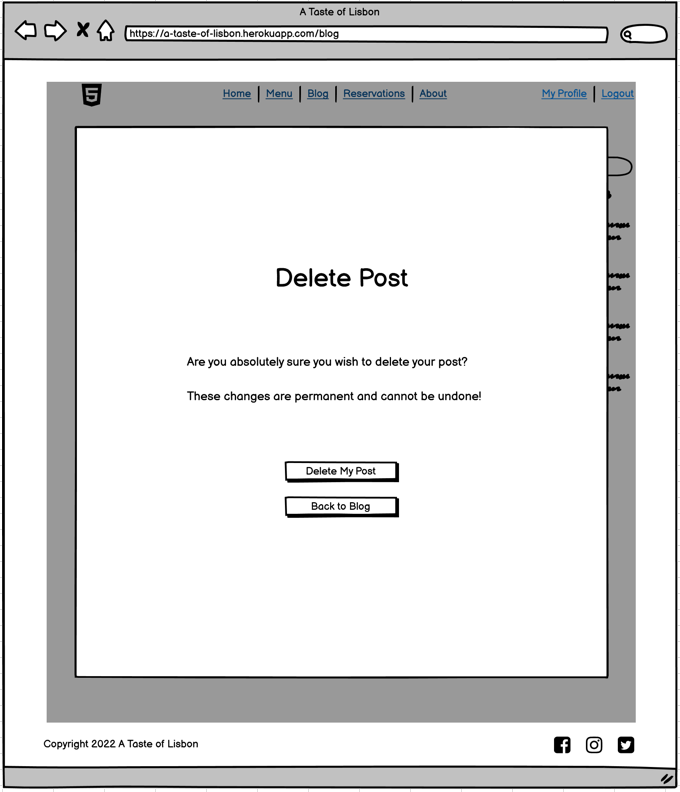 A Taste of Lisbon
https://a-taste-of-lisbon.herokuapp.com/blog
Home | Menu | Blog | Reservations | About
My Profile | Logout
Delete Post
Are you absolutely sure you wish to delete your post?
These changes are permanent and cannot be undone!
Delete My Post
Back to Blog
Copyright 2022 A Taste of Lisbon